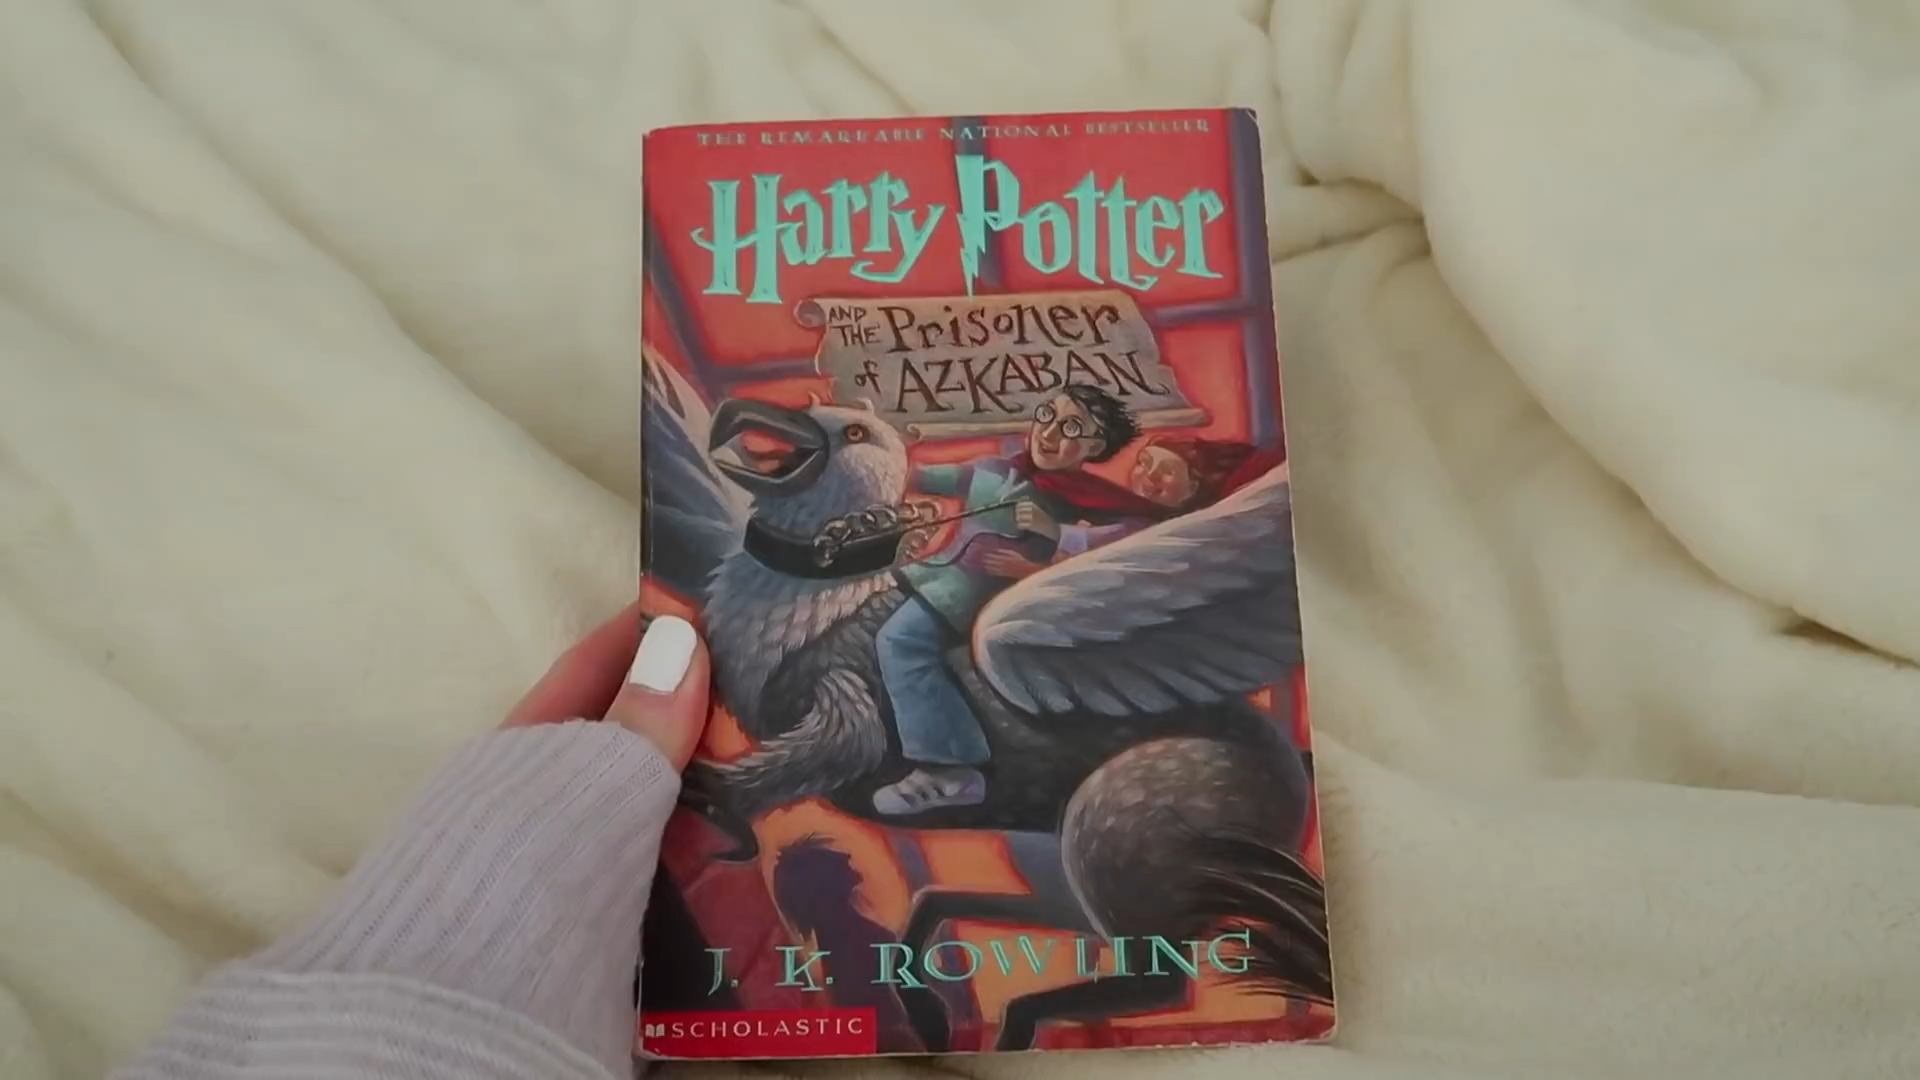 THE REMARKABLE NATIONAL BESTSELLER
Harry Potter
AND THE Prisoner
of AZKABAN
J. K. ROWLING
SCHOLASTIC